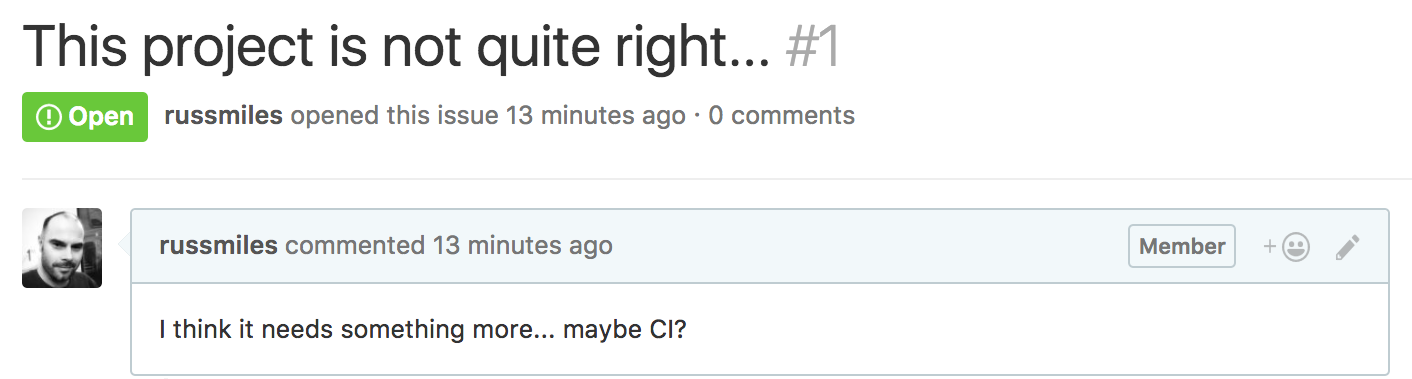 This project is not quite right... #1
Open russmiles opened this issue 13 minutes ago · 0 comments
russmiles commented 13 minutes ago Member +
I think it needs something more... maybe CI?